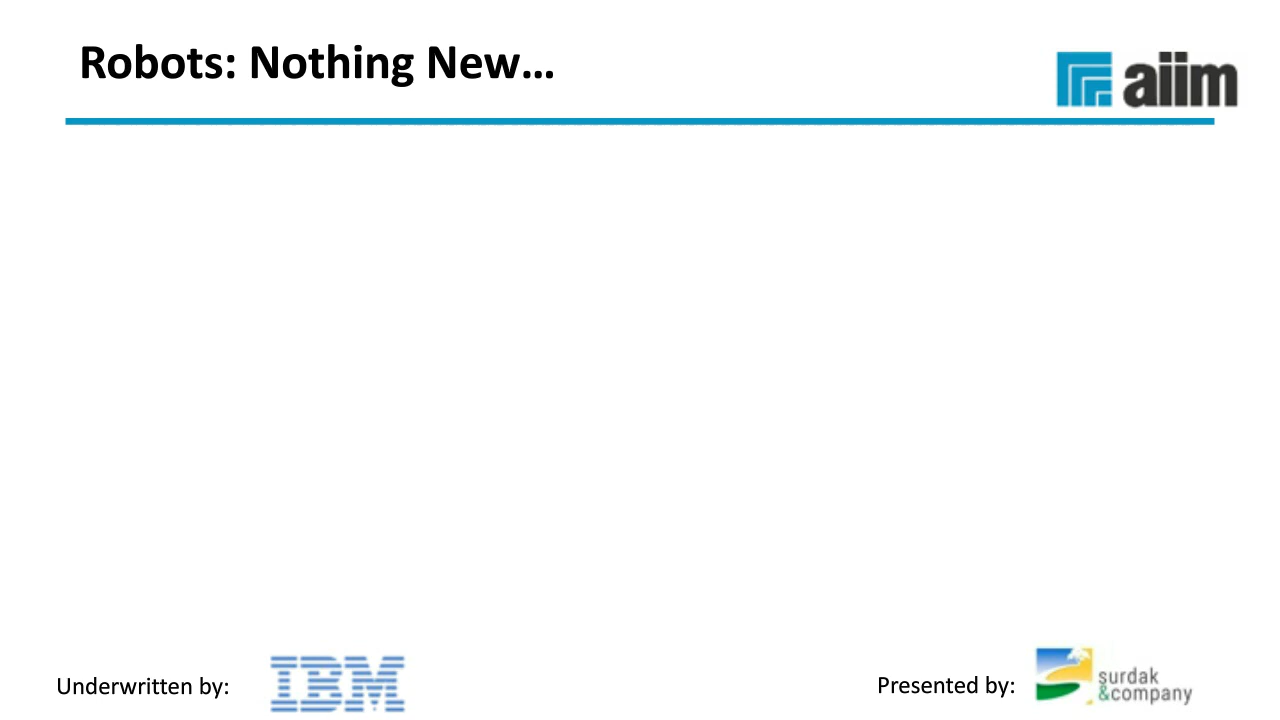 Robots: Nothing New...
aiim
Underwritten by:
IBM
Presented by:
surdak
&company